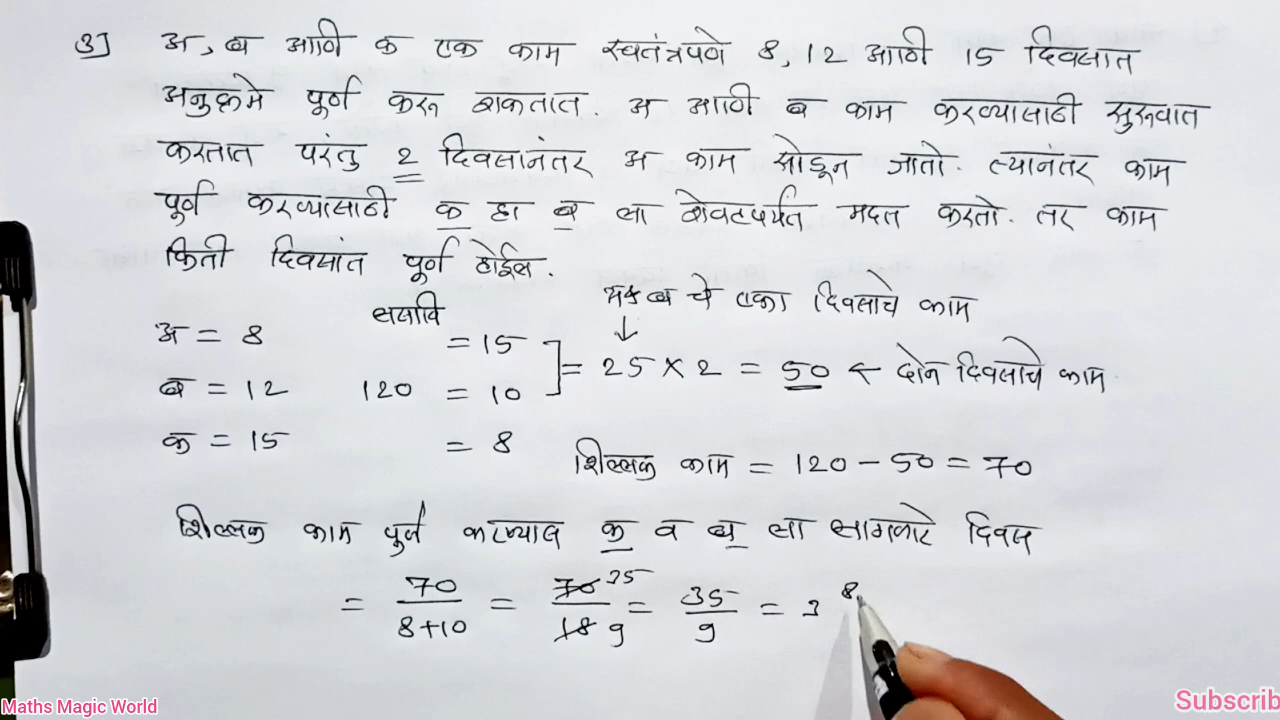 3] अ, ब आणि क एक काम स्वतंत्रपणे 8, 12 आणी 15 दिवसात
अनुक्रमे पूर्ण करू शकतात. अ आणि ब काम करण्यासाठी सुरूवात
करतात परंतु 2 दिवसानंतर अ काम सोडून जातो. त्यानंतर काम
पूर्ण करण्यासाठी क हा ब ला शेवटपर्यंत मदत करतो. तर काम
किती दिवसांत पूर्ण होईल.
अ = 8
ब = 12
क = 15
लसावि
120
= 15
= 10
= 8
ब चे एका दिवसाचे काम
↓
= 25 × 2 = 50 ← दोन दिवसाचे काम
शिल्लक काम = 120 - 50 = 70
शिल्लक काम पूर्ण करण्यास क व ब ला लागणारे दिवस
= 70/(8+10) = 70 35/18 9 = 35/9 = 3 8
Maths Magic World
Subscrib